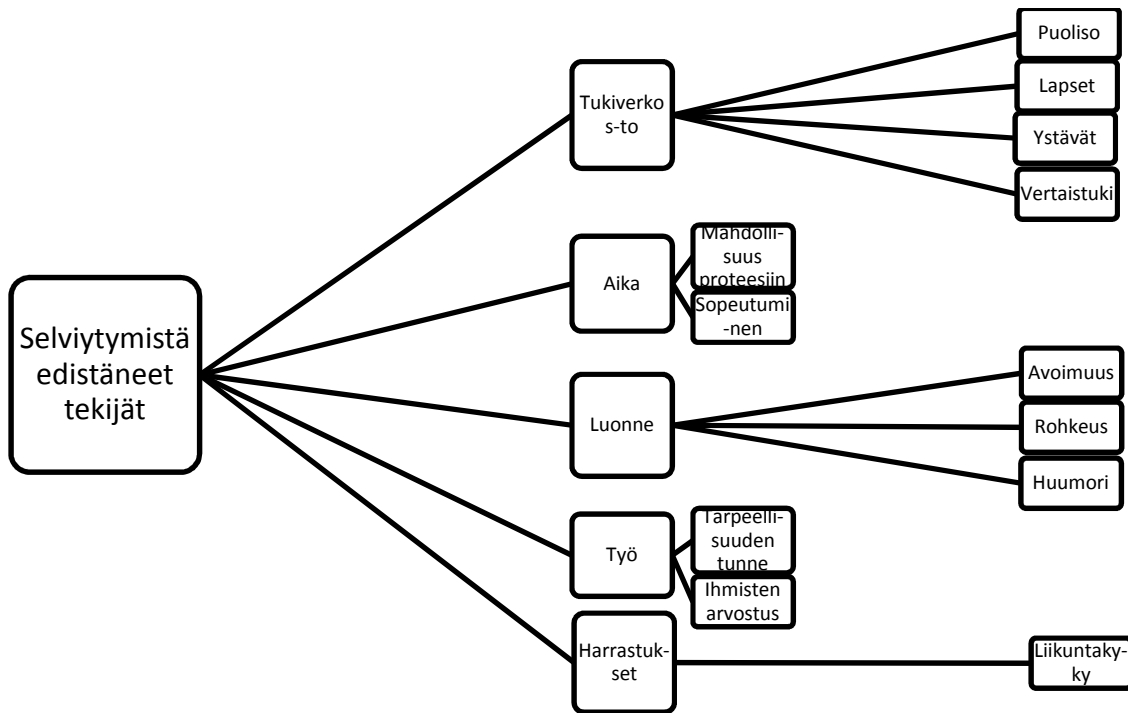 Selviytymistä
edistäneet
tekijät
Tukiverko
s-to
Puoliso
Lapset
Ystävät
Vertaistuki
Aika
Mahdolli-
suus
proteesiin
Sopeutumi
-nen
Luonne
Avoimuus
Rohkeus
Huumori
Työ
Tarpeelli-
suuden
tunne
Ihmisten
arvostus
Harrastuk-
set
Liikuntaky-
ky